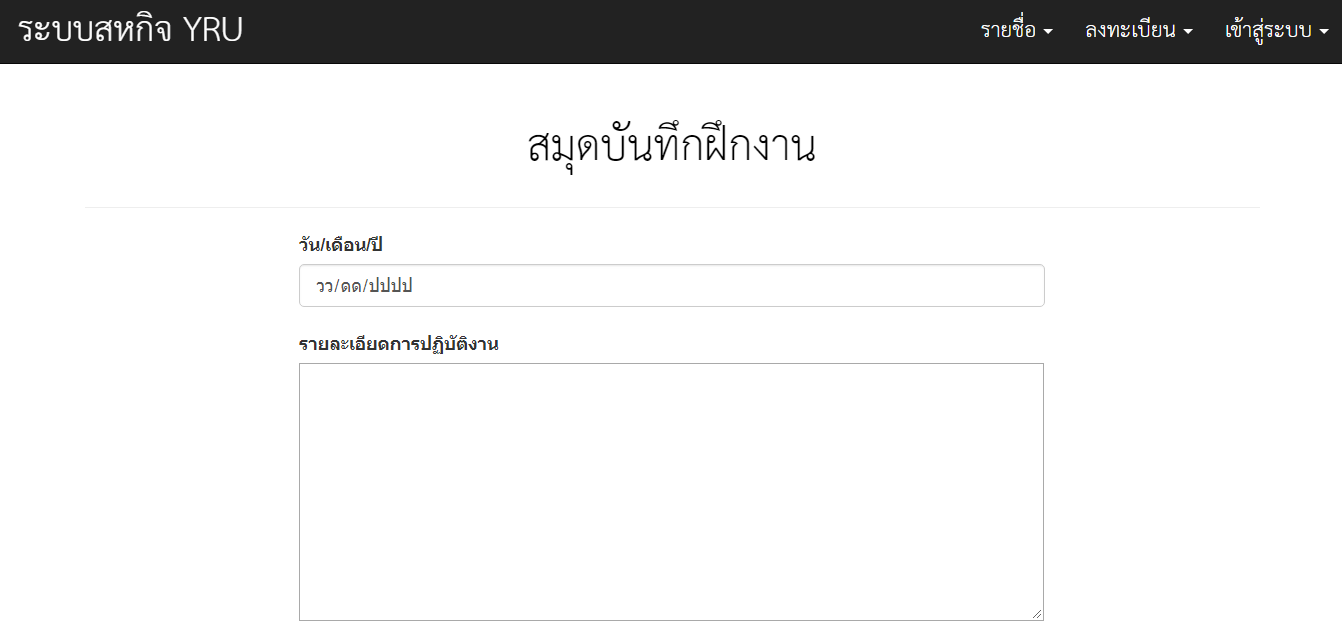 ระบบสหกิจ YRU รายชื่อ ลงทะเบียน เข้าสู่ระบบ
สมุดบันทึกฝึกงาน
วัน/เดือน/ปี
วว/ดด/ปปปป
รายละเอียดการปฏิบัติงาน